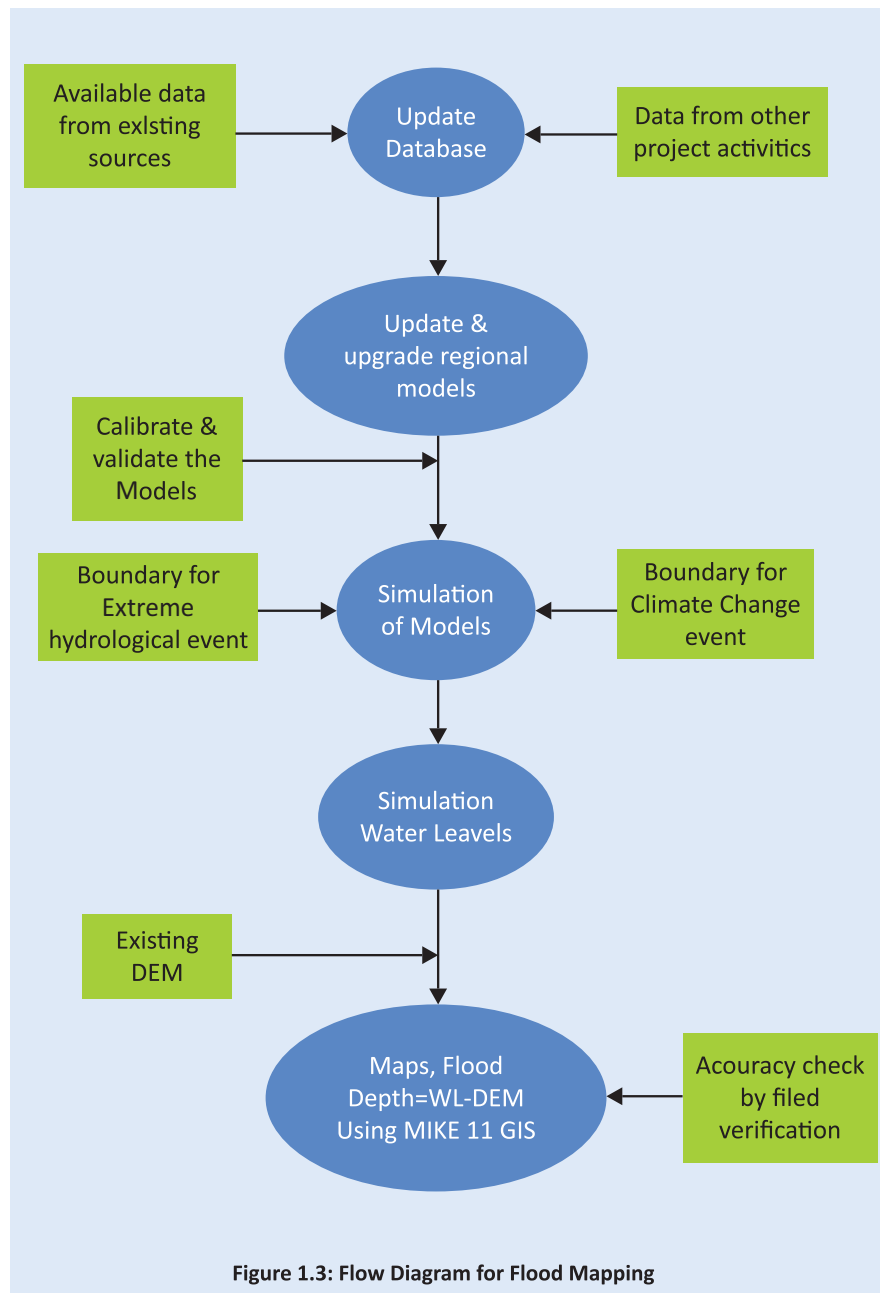 Available data
from exlsting
sources
Update
Database
Data from other
project activitics
Update &
upgrade regional
models
Calibrate &
validate the
Models
Boundary for
Extreme
hydrological event
Simulation
of Models
Boundary for
Climate Change
event
Simulation
Water Leavels
Existing
DEM
Maps, Flood
Depth=WL-DEM
Using MIKE 11 GIS
Acouracy check
by filed
verification
Figure 1.3: Flow Diagram for Flood Mapping